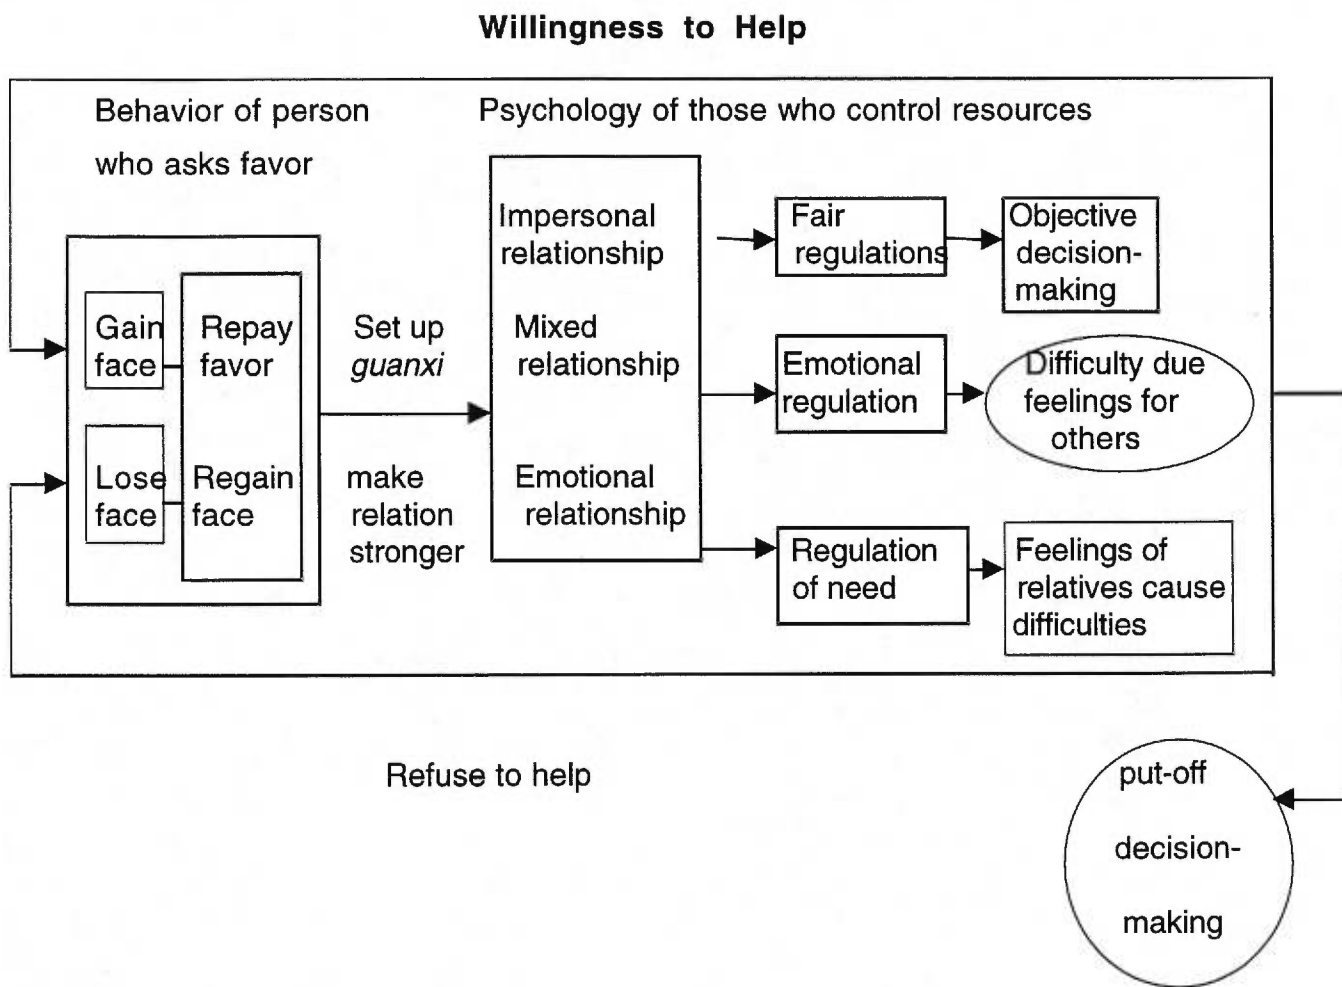 Willingness to Help
Behavior of person
who asks favor
Psychology of those who control resources
Gain
face
Repay
favor
Lose
face
Regain
face
Set up
guanxi
make
relation
stronger
Impersonal
relationship
Mixed
relationship
Emotional
relationship
Fair
regulations
Objective
decision-
making
Emotional
regulation
Difficulty due
feelings for
others
Regulation
of need
Feelings of
relatives cause
difficulties
Refuse to help
put-off
decision-
making